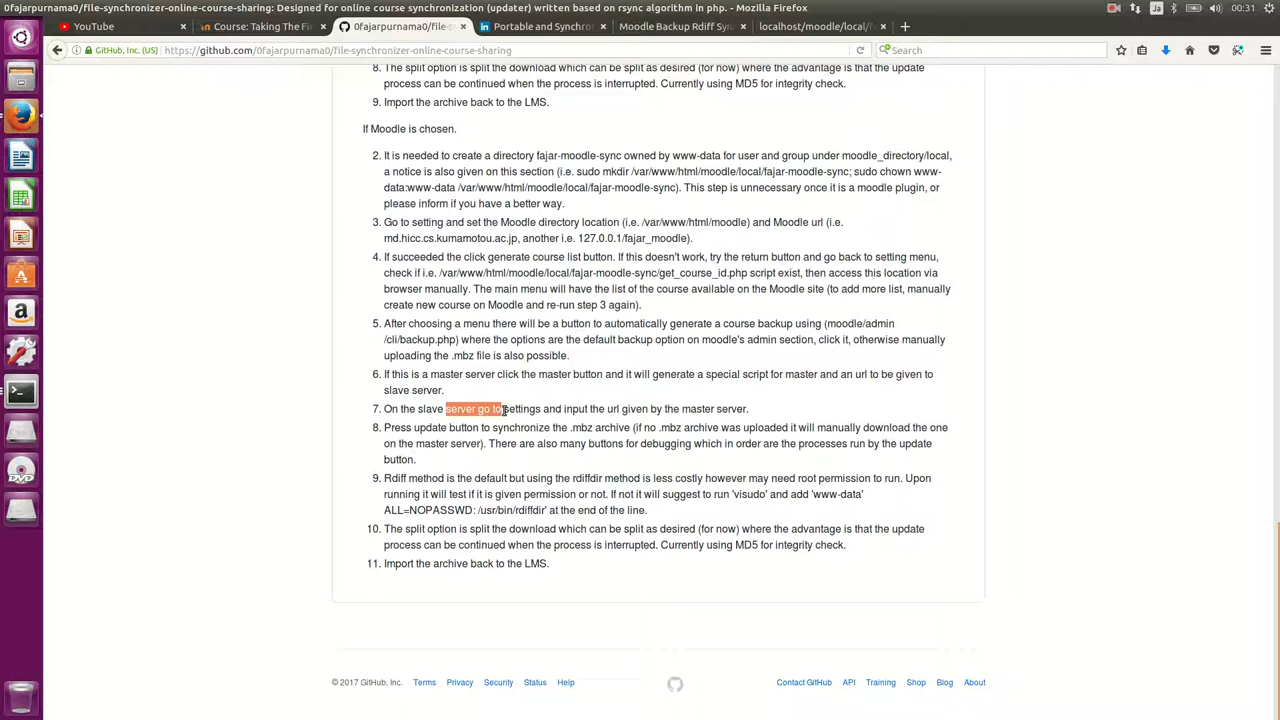 0fajarpurnama0/file-synchronizer-online-course-sharing: Designed for online course synchronization (updater) written based on rsync algorithm in php. - Mozilla Firefox
Ja
00:31
YouTube
Course: Taking The Fi
0fajarpurnama0/file-s
Portable and Synchro
Moodle Backup Rdiff Syn
localhost/moodle/local/f
GitHub, Inc. (US)
https://github.com/0fajarpurnama0/file-synchronizer-online-course-sharing
Search
8. The split option is split the download which can be split as desired (for now) where the advantage is that the update
process can be continued when the process is interrupted. Currently using MD5 for integrity check.
9. Import the archive back to the LMS.
If Moodle is chosen.
2. It is needed to create a directory fajar-moodle-sync owned by www-data for user and group under moodle_directory/local,
a notice is also given on this section (i.e. sudo mkdir /var/www/html/moodle/local/fajar-moodle-sync; sudo chown www-
data:www-data /var/www/html/moodle/local/fajar-moodle-sync). This step is unnecessary once it is a moodle plugin, or
please inform if you have a better way.
3. Go to setting and set the Moodle directory location (i.e. /var/www/html/moodle) and Moodle url (i.e.
md.hicc.cs.kumamotou.ac.jp, another i.e. 127.0.0.1/fajar_moodle).
4. If succeeded the click generate course list button. If this doesn't work, try the return button and go back to setting menu,
check if i.e. /var/www/html/moodle/local/fajar-moodle-sync/get_course_id.php script exist, then access this location via
browser manually. The main menu will have the list of the course available on the Moodle site (to add more list, manually
create new course on Moodle and re-run step 3 again).
5. After choosing a menu there will be a button to automatically generate a course backup using (moodle/admin
/cli/backup.php) where the options are the default backup option on moodle's admin section, click it, otherwise manually
uploading the .mbz file is also possible.
6. If this is a master server click the master button and it will generate a special script for master and an url to be given to
slave server.
7. On the slave server go to settings and input the url given by the master server.
8. Press update button to synchronize the .mbz archive (if no .mbz archive was uploaded it will manually download the one
on the master server). There are also many buttons for debugging which in order are the processes run by the update
button.
9. Rdiff method is the default but using the rdiffdir method is less costly however may need root permission to run. Upon
running it will test if it is given permission or not. If not it will suggest to run 'visudo' and add 'www-data'
ALL=NOPASSWD: /usr/bin/rdiffdir' at the end of the line.
10. The split option is split the download which can be split as desired (for now) where the advantage is that the update
process can be continued when the process is interrupted. Currently using MD5 for integrity check.
11. Import the archive back to the LMS.
© 2017 GitHub, Inc. Terms Privacy Security Status Help
Contact GitHub API Training Shop Blog About